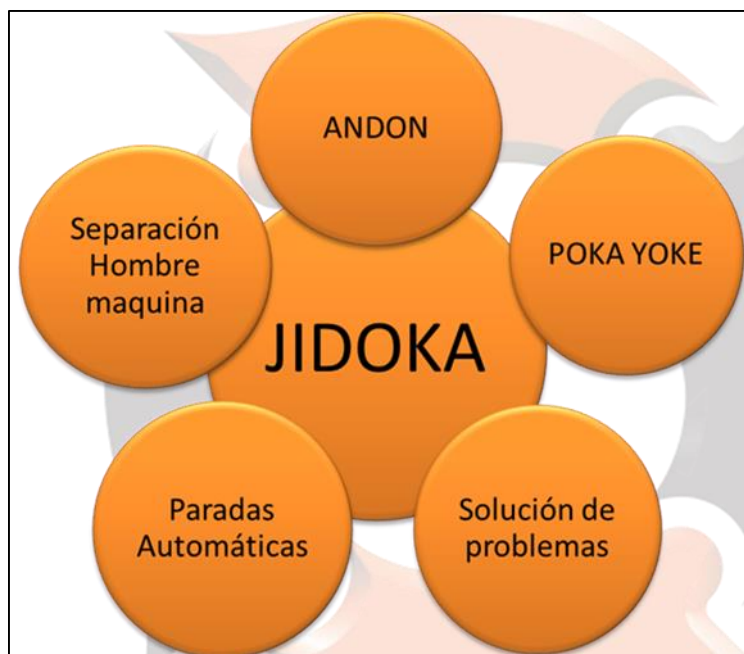 ANDON
Separación
Hombre
maquina
POKA YOKE
JIDOKA
Paradas
Automáticas
Solución de
problemas